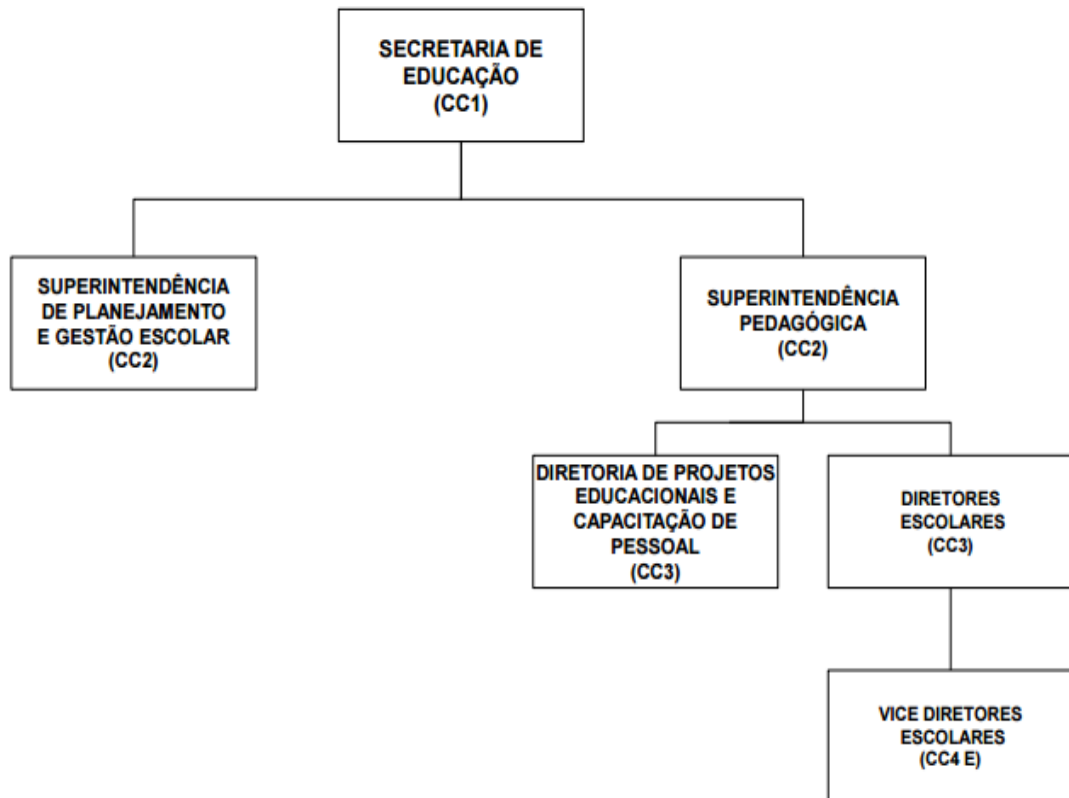 SECRETARIA DE
EDUCAÇÃO
(CC1)
SUPERINTENDÊNCIA
DE PLANEJAMENTO
E GESTÃO ESCOLAR
(CC2)
SUPERINTENDÊNCIA
PEDAGÓGICA
(CC2)
DIRETORIA DE PROJETOS
EDUCACIONAIS E
CAPACITAÇÃO DE
PESSOAL
(CC3)
DIRETORES
ESCOLARES
(CC3)
VICE DIRETORES
ESCOLARES
(CC4 E)